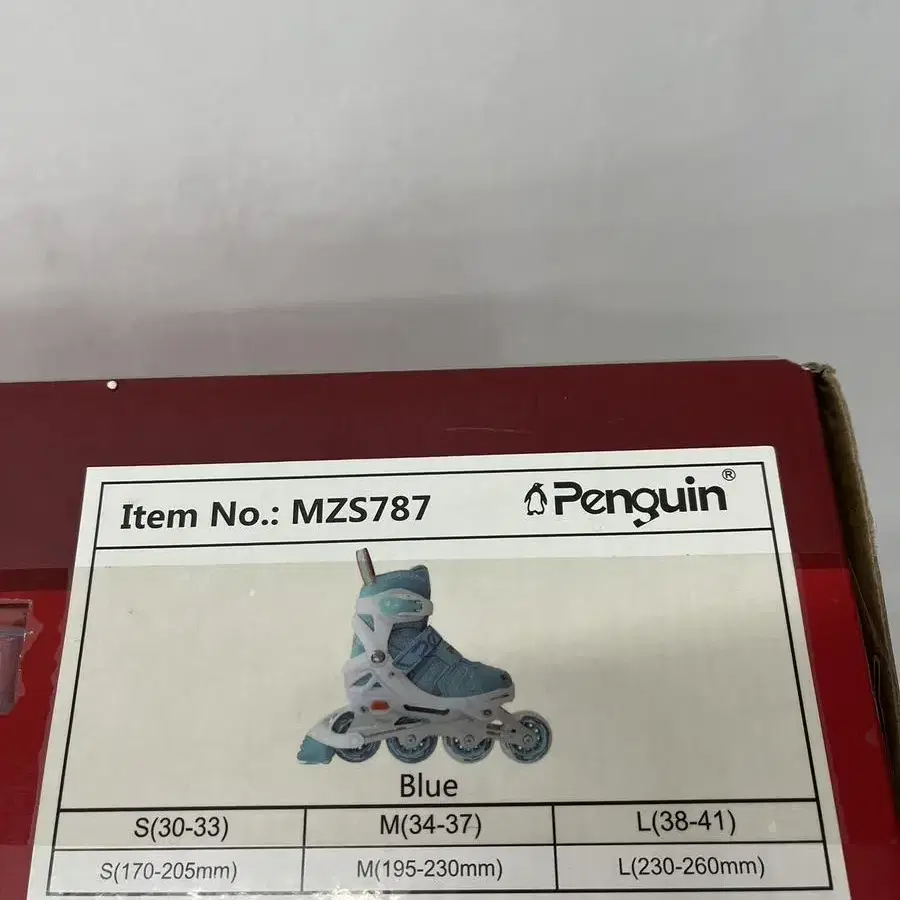 Item No.: MZS787
Penguin®
Blue
S(30-33) M(34-37) L(38-41)
S(170-205mm) M(195-230mm) L(230-260mm)